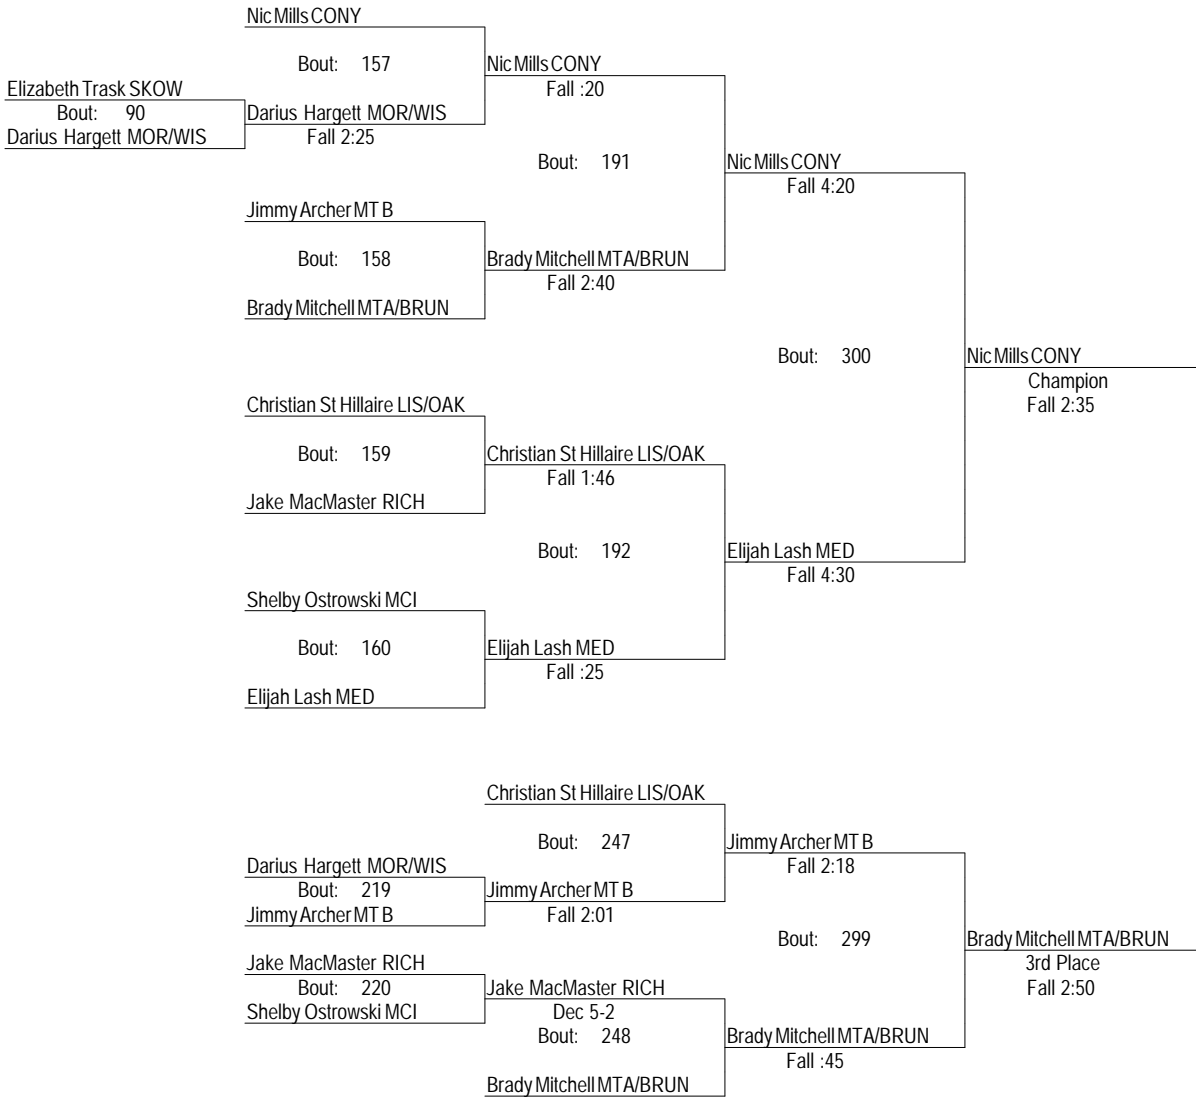 Nic Mills CONY
Bout: 157
Nic Mills CONY
Elizabeth Trask SKOW
Fall :20
Bout: 90
Darius Hargett MOR/WIS
Darius Hargett MOR/WIS
Fall 2:25
Bout: 191
Nic Mills CONY
Fall 4:20
Jimmy Archer MT B
Bout: 158
Brady Mitchell MTA/BRUN
Fall 2:40
Brady Mitchell MTA/BRUN
Bout: 300
Nic Mills CONY
Champion
Fall 2:35
Christian St Hillaire LIS/OAK
Bout: 159
Christian St Hillaire LIS/OAK
Fall 1:46
Jake MacMaster RICH
Bout: 192
Elijah Lash MED
Fall 4:30
Shelby Ostrowski MCI
Bout: 160
Elijah Lash MED
Fall :25
Elijah Lash MED
Christian St Hillaire LIS/OAK
Bout: 247
Jimmy Archer MT B
Fall 2:18
Darius Hargett MOR/WIS
Bout: 219
Jimmy Archer MT B
Jimmy Archer MT B
Fall 2:01
Bout: 299
Brady Mitchell MTA/BRUN
3rd Place
Fall 2:50
Jake MacMaster RICH
Bout: 220
Jake MacMaster RICH
Shelby Ostrowski MCI
Dec 5-2
Bout: 248
Brady Mitchell MTA/BRUN
Fall :45
Brady Mitchell MTA/BRUN